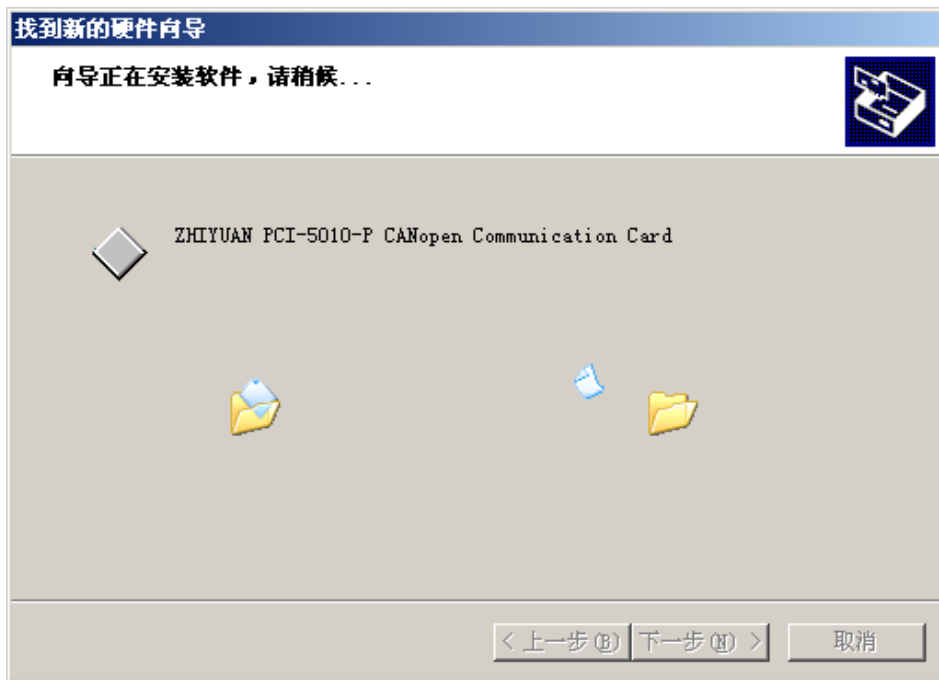 找到新的硬件向导
向导正在安装软件，请稍候...
ZHIYUAN PCI-5010-P CANopen Communication Card
< 上一步(B) 下一步(N) > 取消